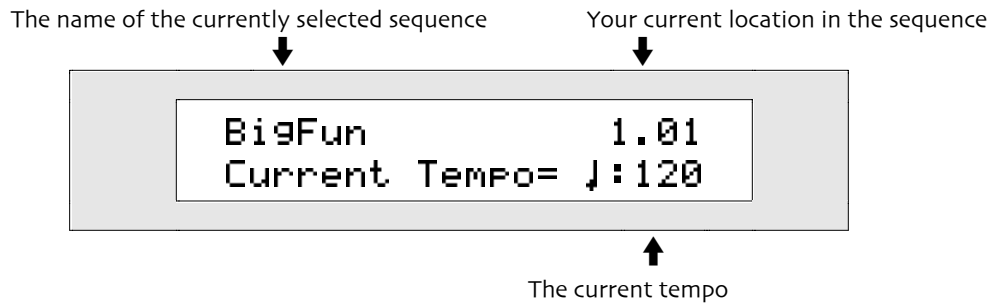 The name of the currently selected sequence
Your current location in the sequence
BigFun 1.01
Current Tempo= ♩:120
The current tempo